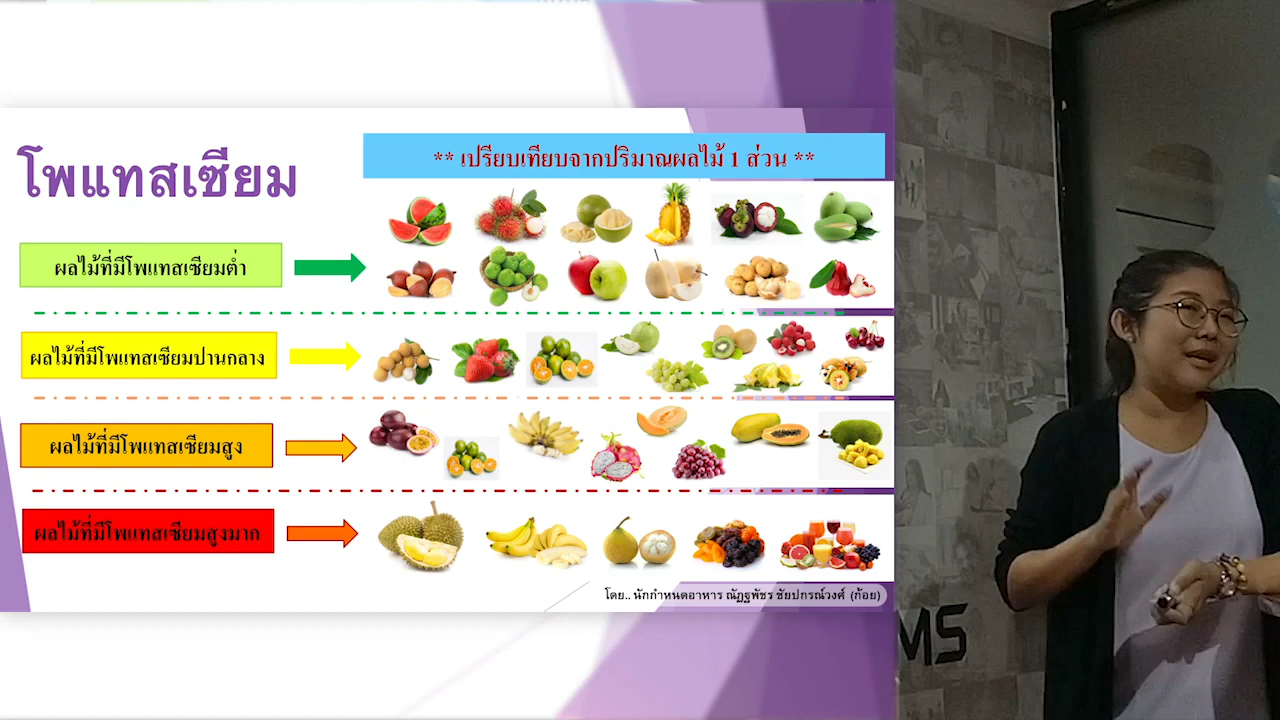 โพแทสเซียม
** เปรียบเทียบจากปริมาณผลไม้ 1 ส่วน **
ผลไม้ที่มีโพแทสเซียมต่ำ
ผลไม้ที่มีโพแทสเซียมปานกลาง
ผลไม้ที่มีโพแทสเซียมสูง
ผลไม้ที่มีโพแทสเซียมสูงมาก
โดย.. นักกำหนดอาหาร ณัฏฐพัชร ชัยปกรณ์วงศ์ (ก้อย)
MS